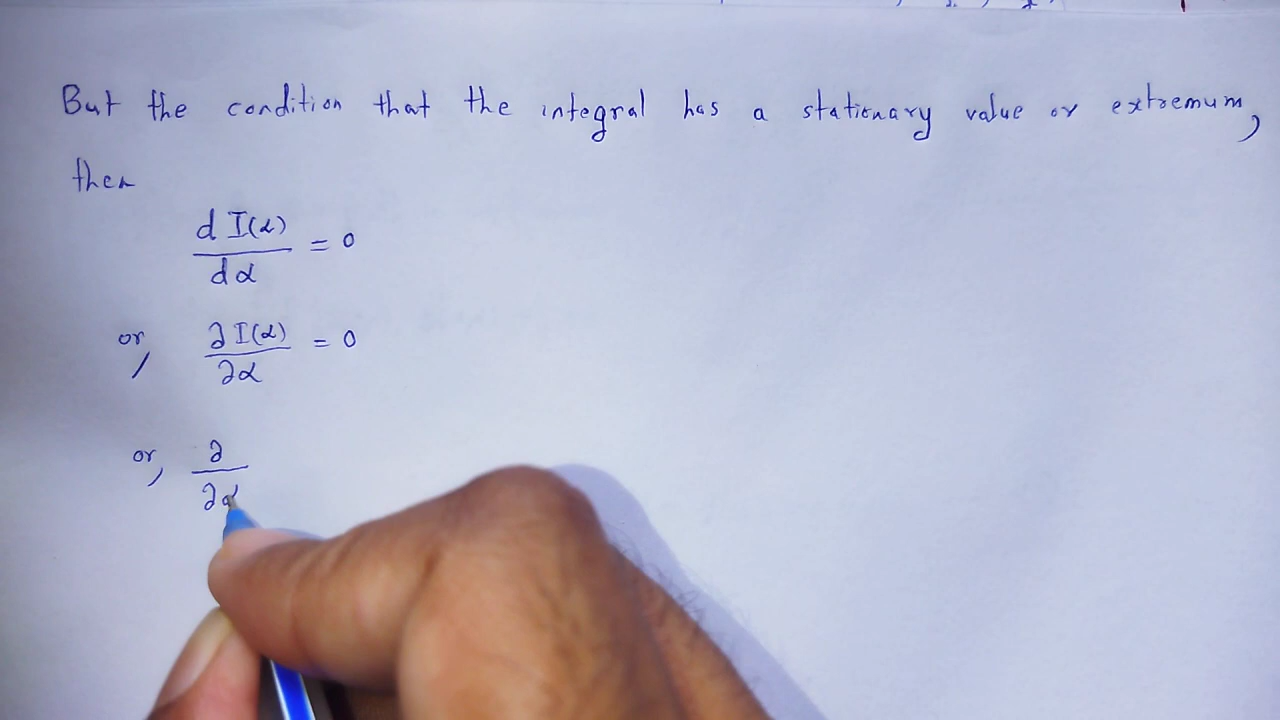 But the condition that the integral has a stationary value or extremum,
then
d I(α) / dα = 0
or, ∂ I(α) / ∂α = 0
or, ∂ / ∂α